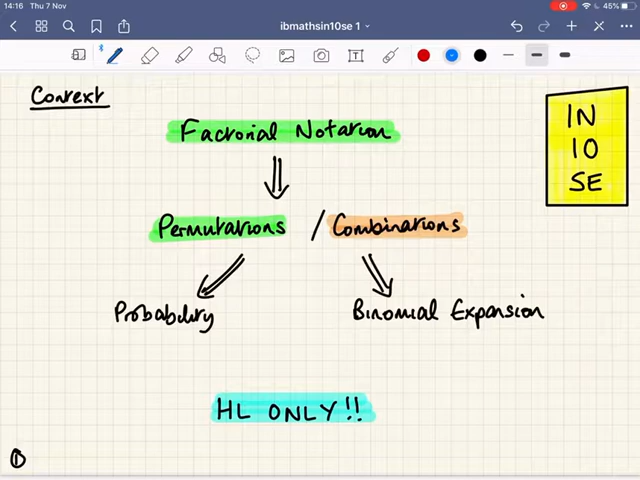 14:16 Thu 7 Nov
45%
ibmathsin10se 1
Context
Factorial Notation
IN
10
SE
Permutations / Combinations
Probability
Binomial Expansion
HL ONLY!!
1